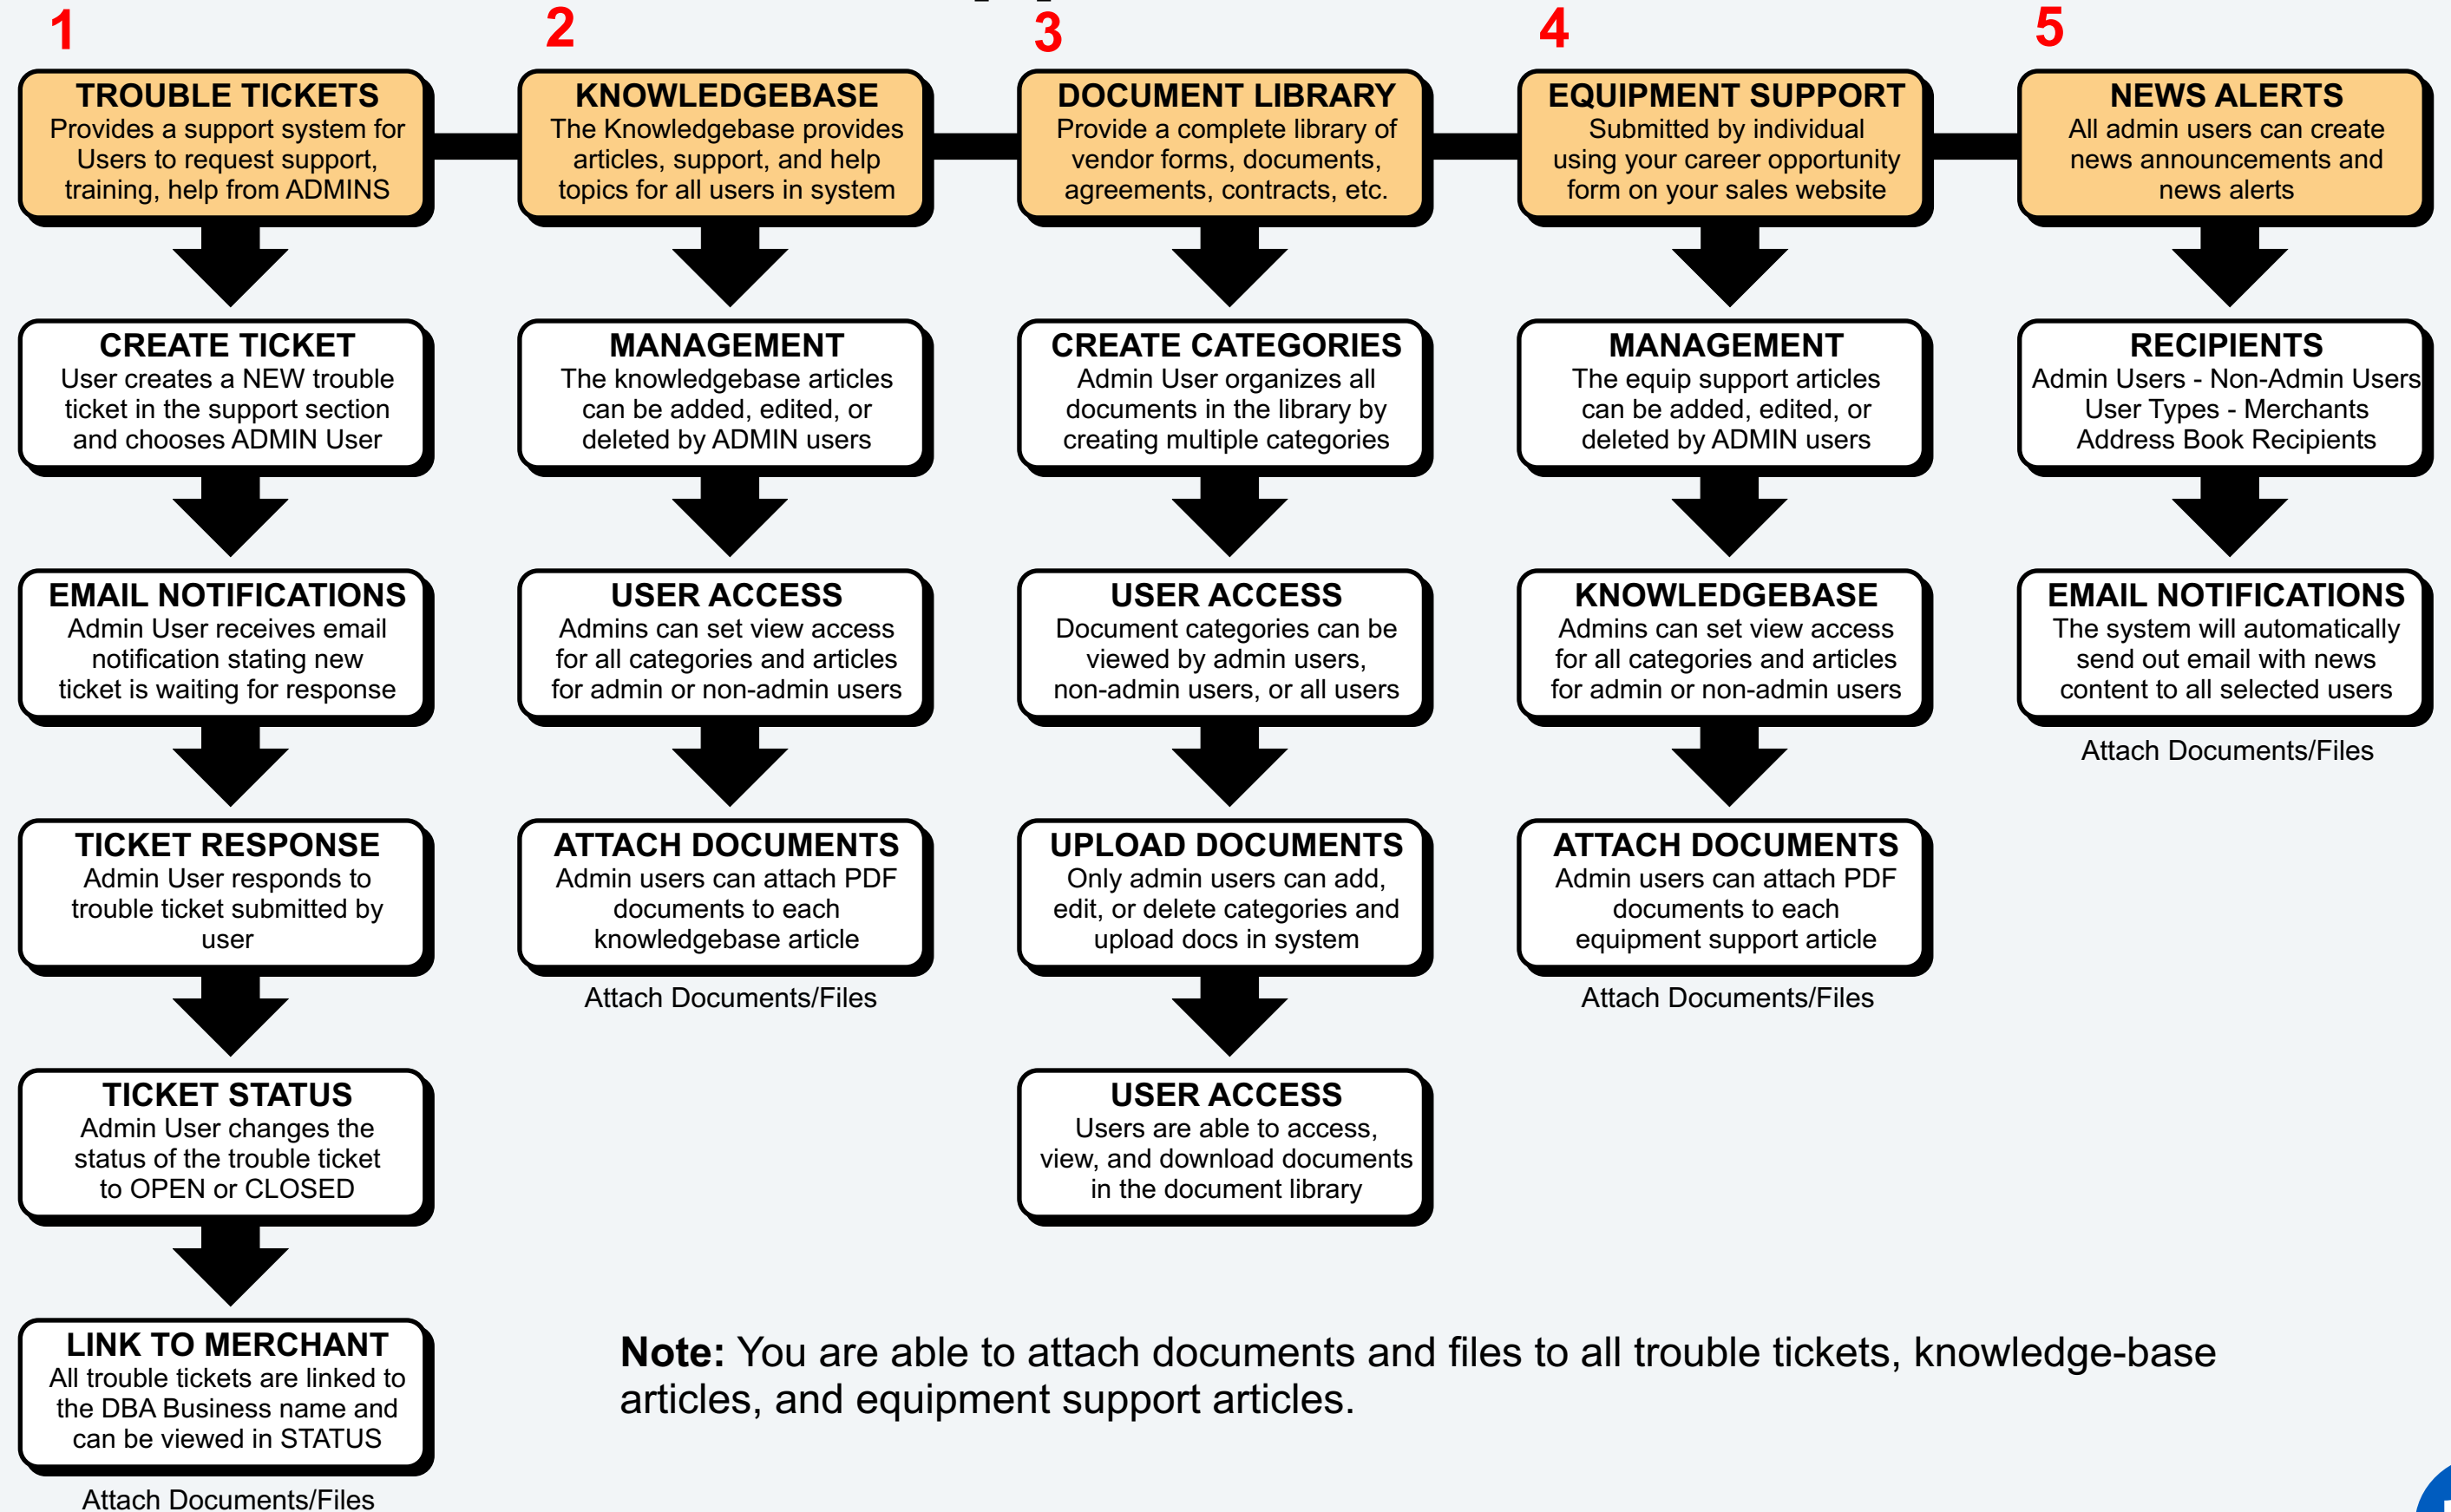 1
2
3
4
5
TROUBLE TICKETS
Provides a support system for
Users to request support,
training, help from ADMINS
KNOWLEDGEBASE
The Knowledgebase provides
articles, support, and help
topics for all users in system
DOCUMENT LIBRARY
Provide a complete library of
vendor forms, documents,
agreements, contracts, etc.
EQUIPMENT SUPPORT
Submitted by individual
using your career opportunity
form on your sales website
NEWS ALERTS
All admin users can create
news announcements and
news alerts
CREATE TICKET
User creates a NEW trouble
ticket in the support section
and chooses ADMIN User
MANAGEMENT
The knowledgebase articles
can be added, edited, or
deleted by ADMIN users
CREATE CATEGORIES
Admin User organizes all
documents in the library by
creating multiple categories
MANAGEMENT
The equip support articles
can be added, edited, or
deleted by ADMIN users
RECIPIENTS
Admin Users - Non-Admin Users
User Types - Merchants
Address Book Recipients
EMAIL NOTIFICATIONS
Admin User receives email
notification stating new
ticket is waiting for response
USER ACCESS
Admins can set view access
for all categories and articles
for admin or non-admin users
USER ACCESS
Document categories can be
viewed by admin users,
non-admin users, or all users
KNOWLEDGEBASE
Admins can set view access
for all categories and articles
for admin or non-admin users
EMAIL NOTIFICATIONS
The system will automatically
send out email with news
content to all selected users
Attach Documents/Files
TICKET RESPONSE
Admin User responds to
trouble ticket submitted by
user
ATTACH DOCUMENTS
Admin users can attach PDF
documents to each
knowledgebase article
Attach Documents/Files
UPLOAD DOCUMENTS
Only admin users can add,
edit, or delete categories and
upload docs in system
ATTACH DOCUMENTS
Admin users can attach PDF
documents to each
equipment support article
Attach Documents/Files
TICKET STATUS
Admin User changes the
status of the trouble ticket
to OPEN or CLOSED
USER ACCESS
Users are able to access,
view, and download documents
in the document library
LINK TO MERCHANT
All trouble tickets are linked to
the DBA Business name and
can be viewed in STATUS
Attach Documents/Files
Note: You are able to attach documents and files to all trouble tickets, knowledge-base
articles, and equipment support articles.